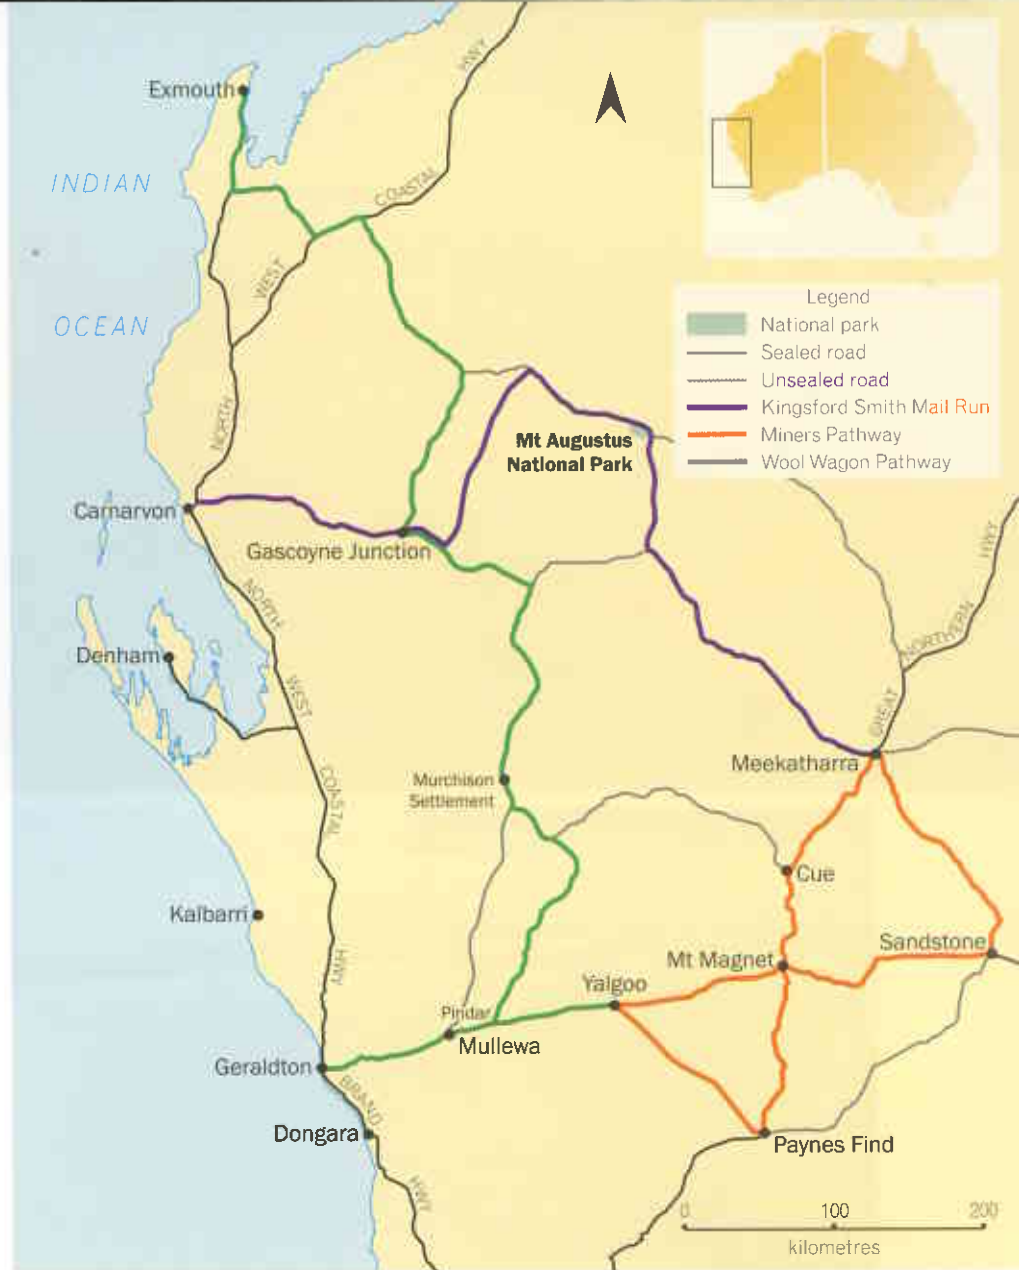 Exmouth
HWY
COASTAL
INDIAN
OCEAN
WEST
NORTH
Legend
National park
Sealed road
Unsealed road
Kingsford Smith Mail Run
Miners Pathway
Wool Wagon Pathway
Mt Augustus
National Park
Carnarvon
Gascoyne Junction
HWY
NORTHERN
GREAT
NORTH
Denham
WEST
COASTAL
HWY
Meekatharra
Murchison
Settlement
Cue
Kalbarri
Sandstone
Mt Magnet
Yalgoo
Pindar
Mullewa
Geraldton
BRAND
HWY
Dongara
Paynes Find
0 100 200
kilometres